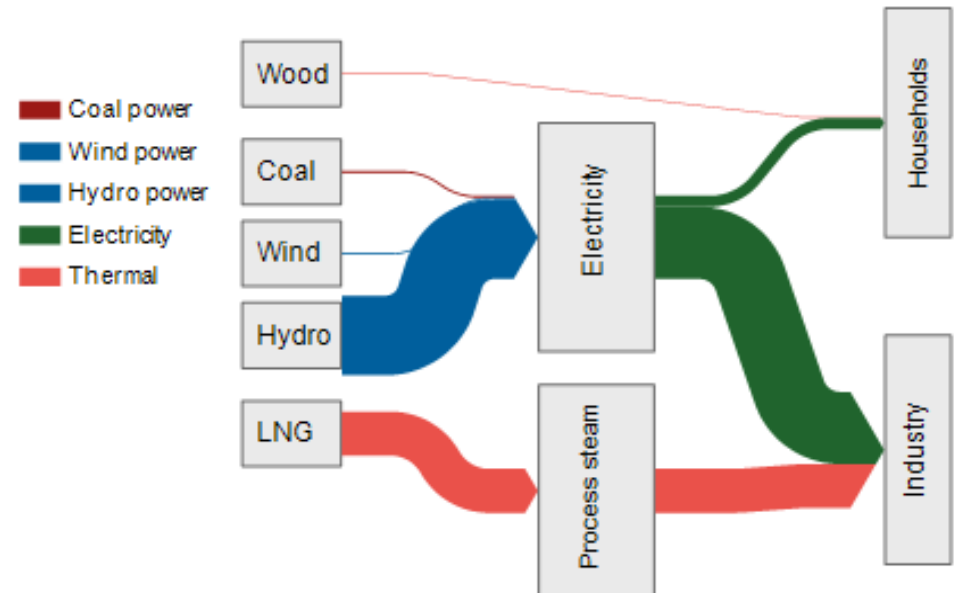 Coal power
Wind power
Hydro power
Electricity
Thermal
Wood
Coal
Wind
Hydro
LNG
Electricity
Process steam
Households
Industry